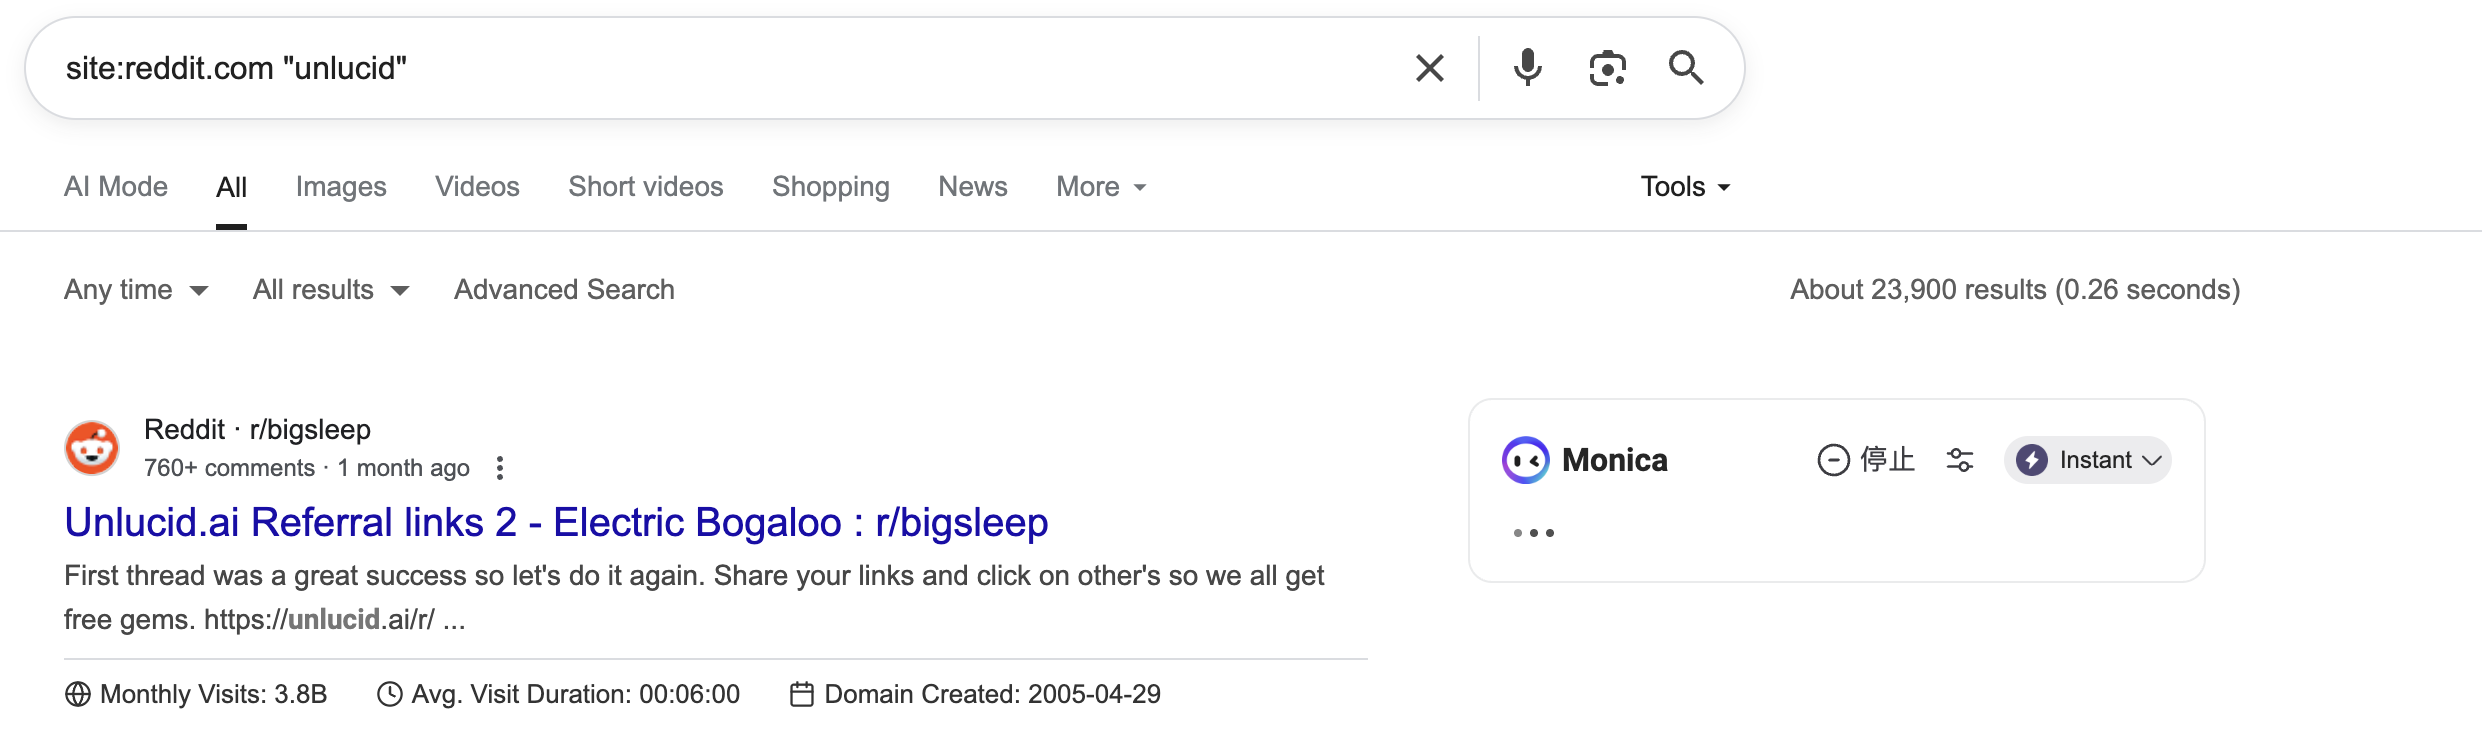 site:reddit.com "unlucid"
AI Mode All Images Videos Short videos Shopping News More Tools
Any time All results Advanced Search About 23,900 results (0.26 seconds)
Reddit · r/bigsleep
760+ comments · 1 month ago
Unlucid.ai Referral links 2 - Electric Bogaloo : r/bigsleep
First thread was a great success so let's do it again. Share your links and click on other's so we all get
free gems. https://unlucid.ai/r/ ...
Monthly Visits: 3.8B Avg. Visit Duration: 00:06:00 Domain Created: 2005-04-29
Monica 停止 Instant